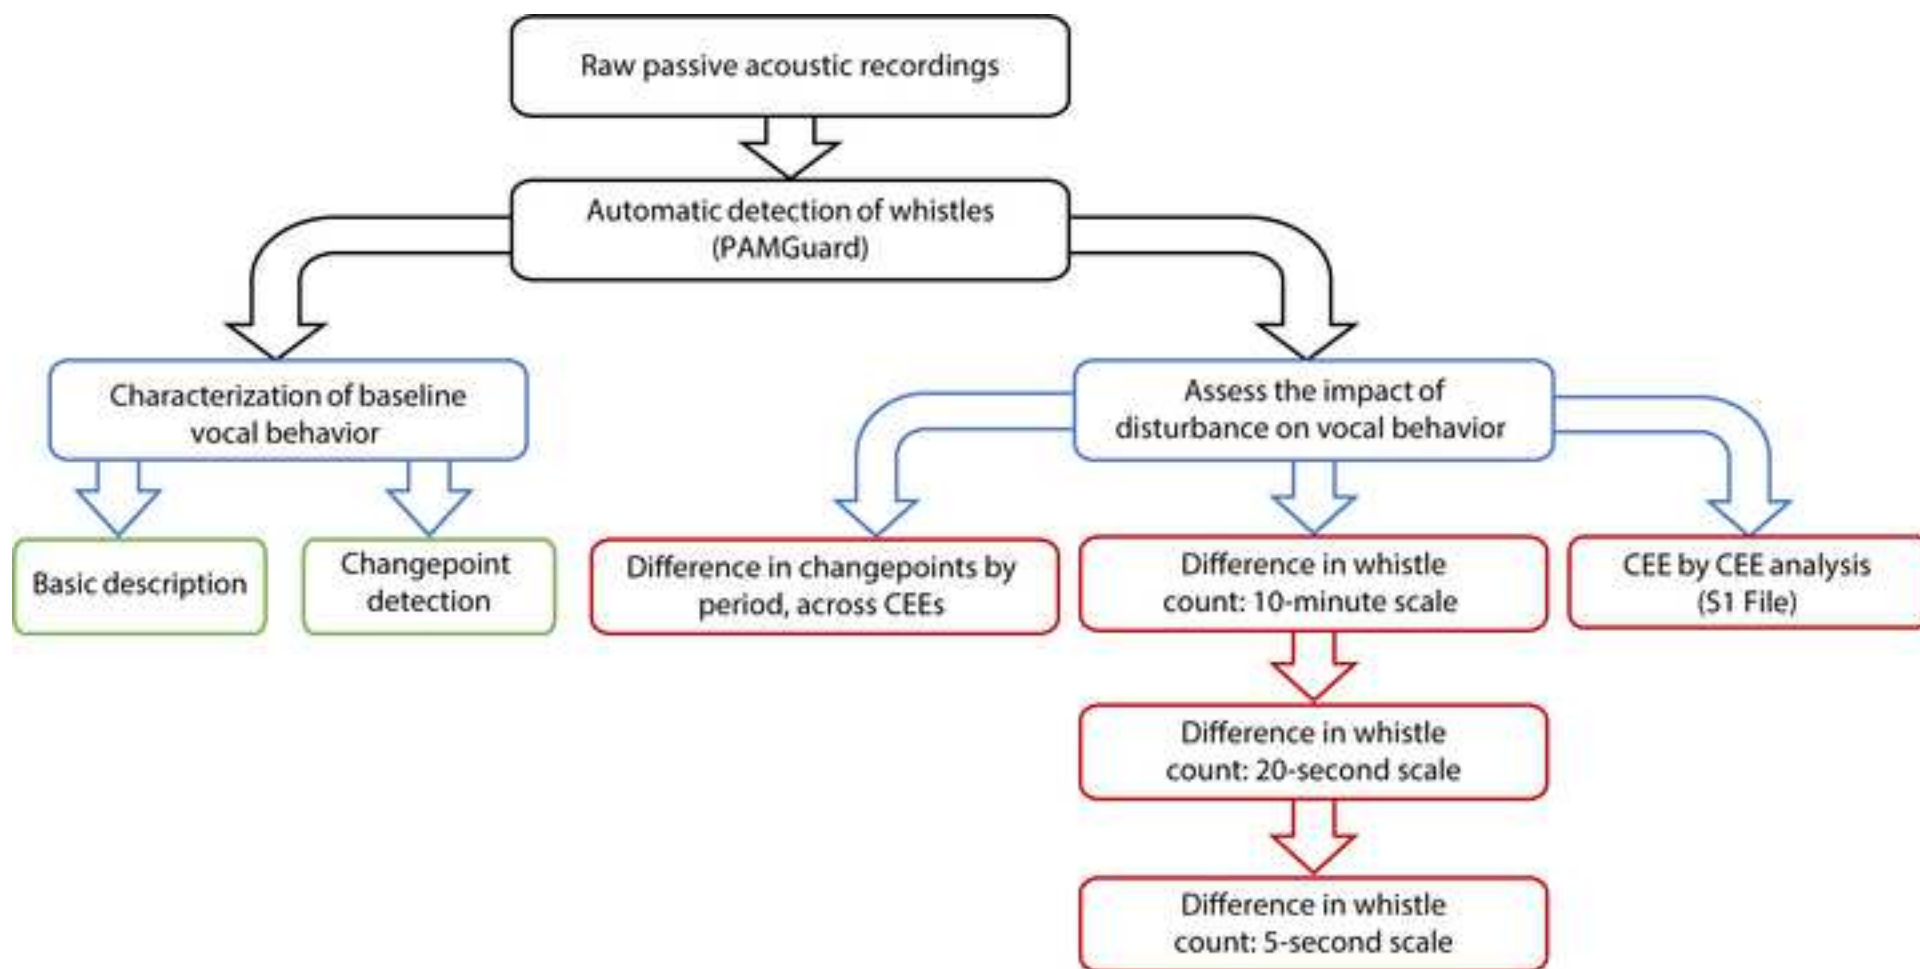 Raw passive acoustic recordings
Automatic detection of whistles
(PAMGuard)
Characterization of baseline
vocal behavior
Assess the impact of
disturbance on vocal behavior
Basic description
Changepoint
detection
Difference in changepoints by
period, across CEEs
Difference in whistle
count: 10-minute scale
CEE by CEE analysis
(S1 File)
Difference in whistle
count: 20-second scale
Difference in whistle
count: 5-second scale